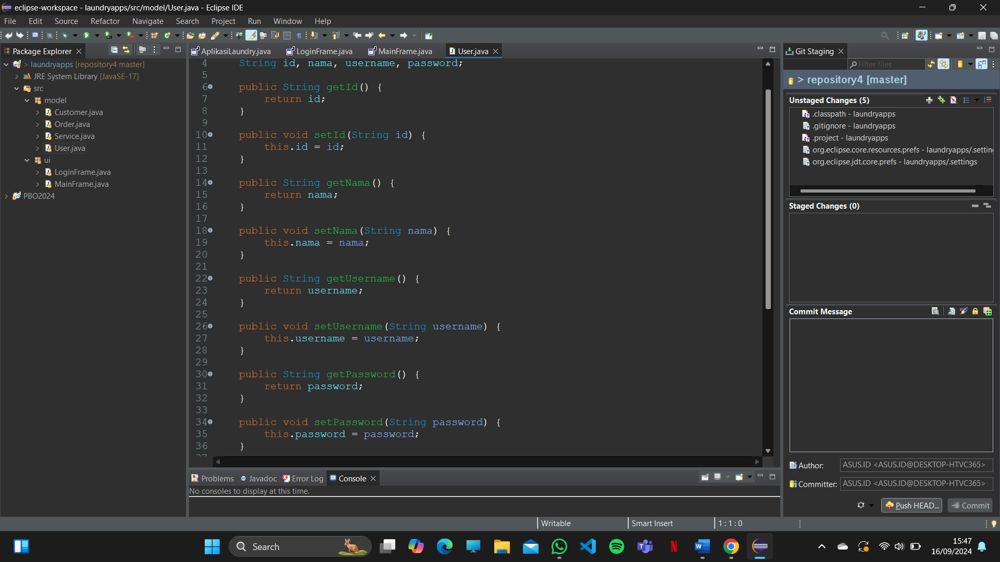 eclipse-workspace - laundryapps/src/model/User.java - Eclipse IDE
File Edit Source Refactor Navigate Search Project Run Window Help
Package Explorer
> laundryapps [repository4 master]
JRE System Library [JavaSE-17]
src
model
Customer.java
Order.java
Service.java
User.java
ui
LoginFrame.java
MainFrame.java
PBO2024
AplikasiLaundry.java LoginFrame.java MainFrame.java User.java
4 String id, nama, username, password;
5
6 public String getId() {
7 return id;
8 }
9
10 public void setId(String id) {
11 this.id = id;
12 }
13
14 public String getNama() {
15 return nama;
16 }
17
18 public void setNama(String nama) {
19 this.nama = nama;
20 }
21
22 public String getUsername() {
23 return username;
24 }
25
26 public void setUsername(String username) {
27 this.username = username;
28 }
29
30 public String getPassword() {
31 return password;
32 }
33
34 public void setPassword(String password) {
35 this.password = password;
36 }
Problems Javadoc Error Log Console
No consoles to display at this time.
Git Staging
Filter files
> repository4 [master]
Unstaged Changes (5)
.classpath - laundryapps
.gitignore - laundryapps
.project - laundryapps
org.eclipse.core.resources.prefs - laundryapps/.settin
org.eclipse.jdt.core.prefs - laundryapps/.settings
Staged Changes (0)
Commit Message
Author: ASUS.ID <ASUS.ID@DESKTOP-HTVC365>
Committer: ASUS.ID <ASUS.ID@DESKTOP-HTVC365>
Push HEAD... Commit
Writable Smart Insert 1 : 1 : 0
Search
15:47
16/09/2024